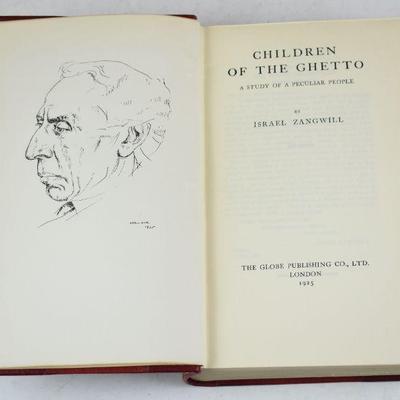 CHILDREN
OF THE GHETTO
A STUDY OF A PECULIAR PEOPLE
BY
ISRAEL ZANGWILL
THE GLOBE PUBLISHING CO., LTD.
LONDON
1925